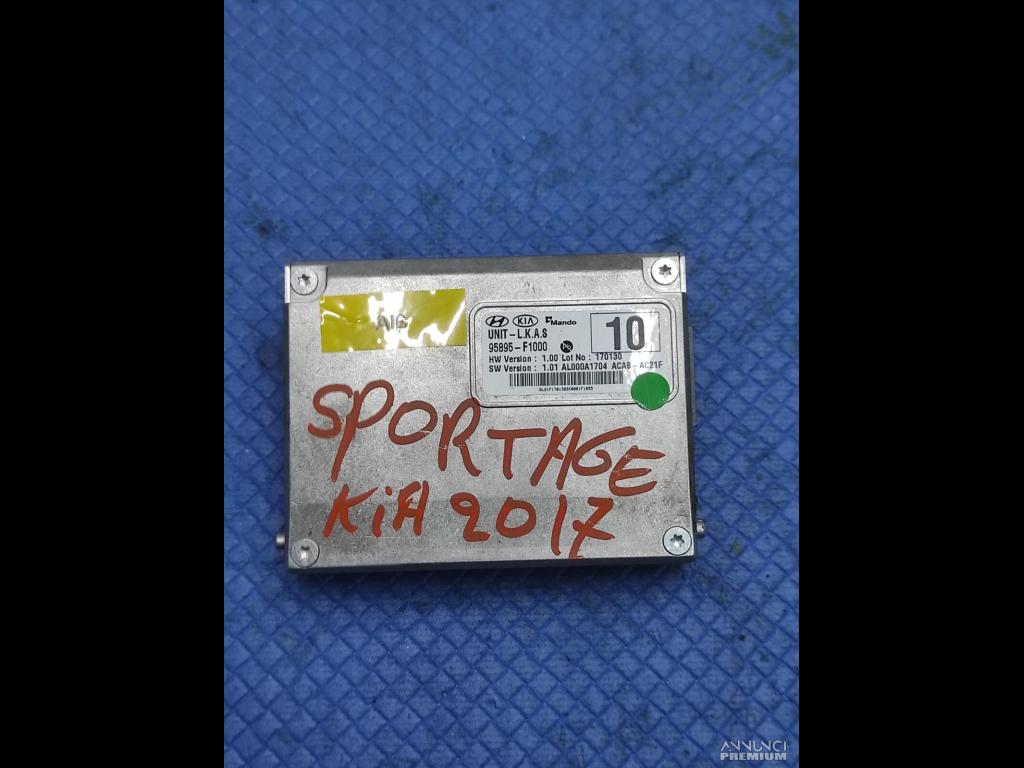 AIG
KIA Mando
10
UNIT-L.K.A.S
95895-F1000
HW Version : 1.00 Lot No : 170130
SW Version : 1.01 AL000A1704 ACAB-AC21F
SPORTAGE
KiA 2017
ANNUNCI
PREMIUM